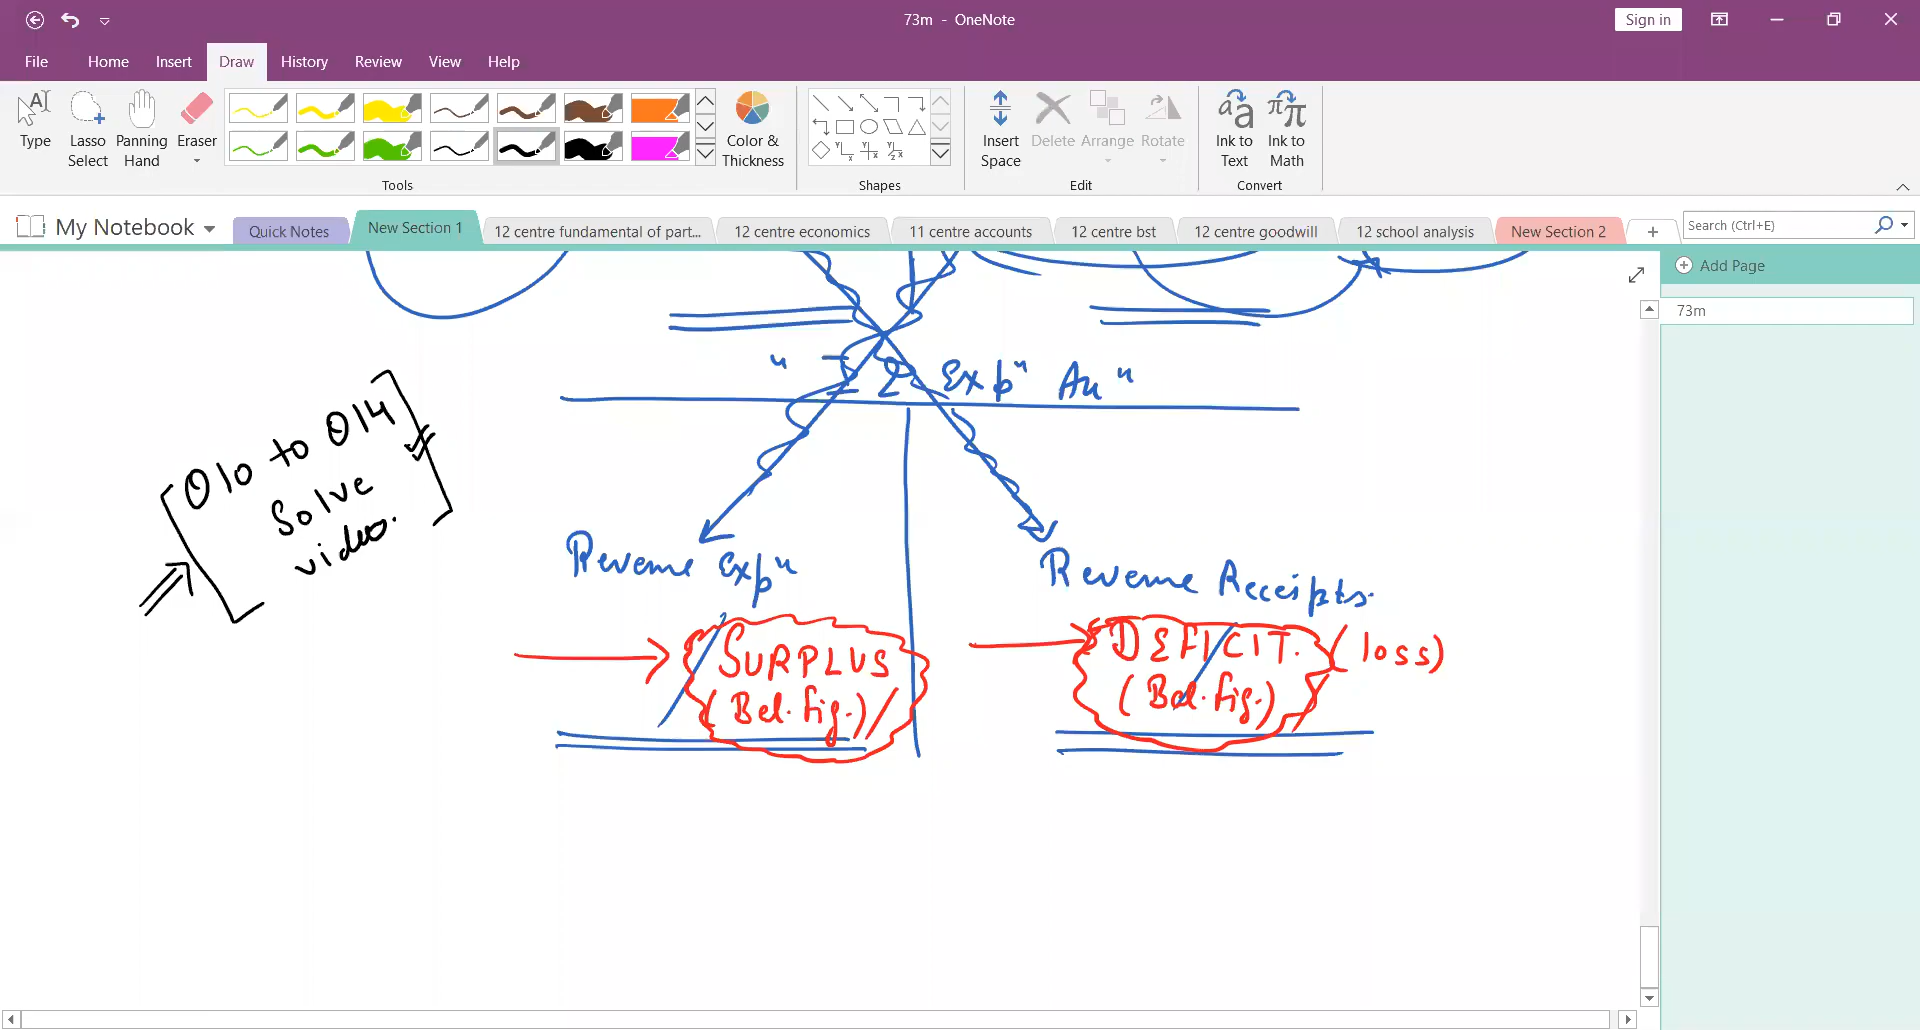 73m - OneNote
Sign in
File Home Insert Draw History Review View Help
Type
Lasso Select
Panning Hand
Eraser
Color & Thickness
Insert Space
Delete
Arrange
Rotate
Ink to Text
Ink to Math
Tools
Shapes
Edit
Convert
My Notebook
Quick Notes
New Section 1
12 centre fundamental of part...
12 centre economics
11 centre accounts
12 centre bst
12 centre goodwill
12 school analysis
New Section 2
Search (Ctrl+E)
Add Page
73m
" I & Expʺ Au "
Q10 to Q14
Solve
video.
Revenue Expʺ
Revenue Receipts.
SURPLUS
(Bal. fig.)
DEFICIT. (loss)
(Bal. fig.)